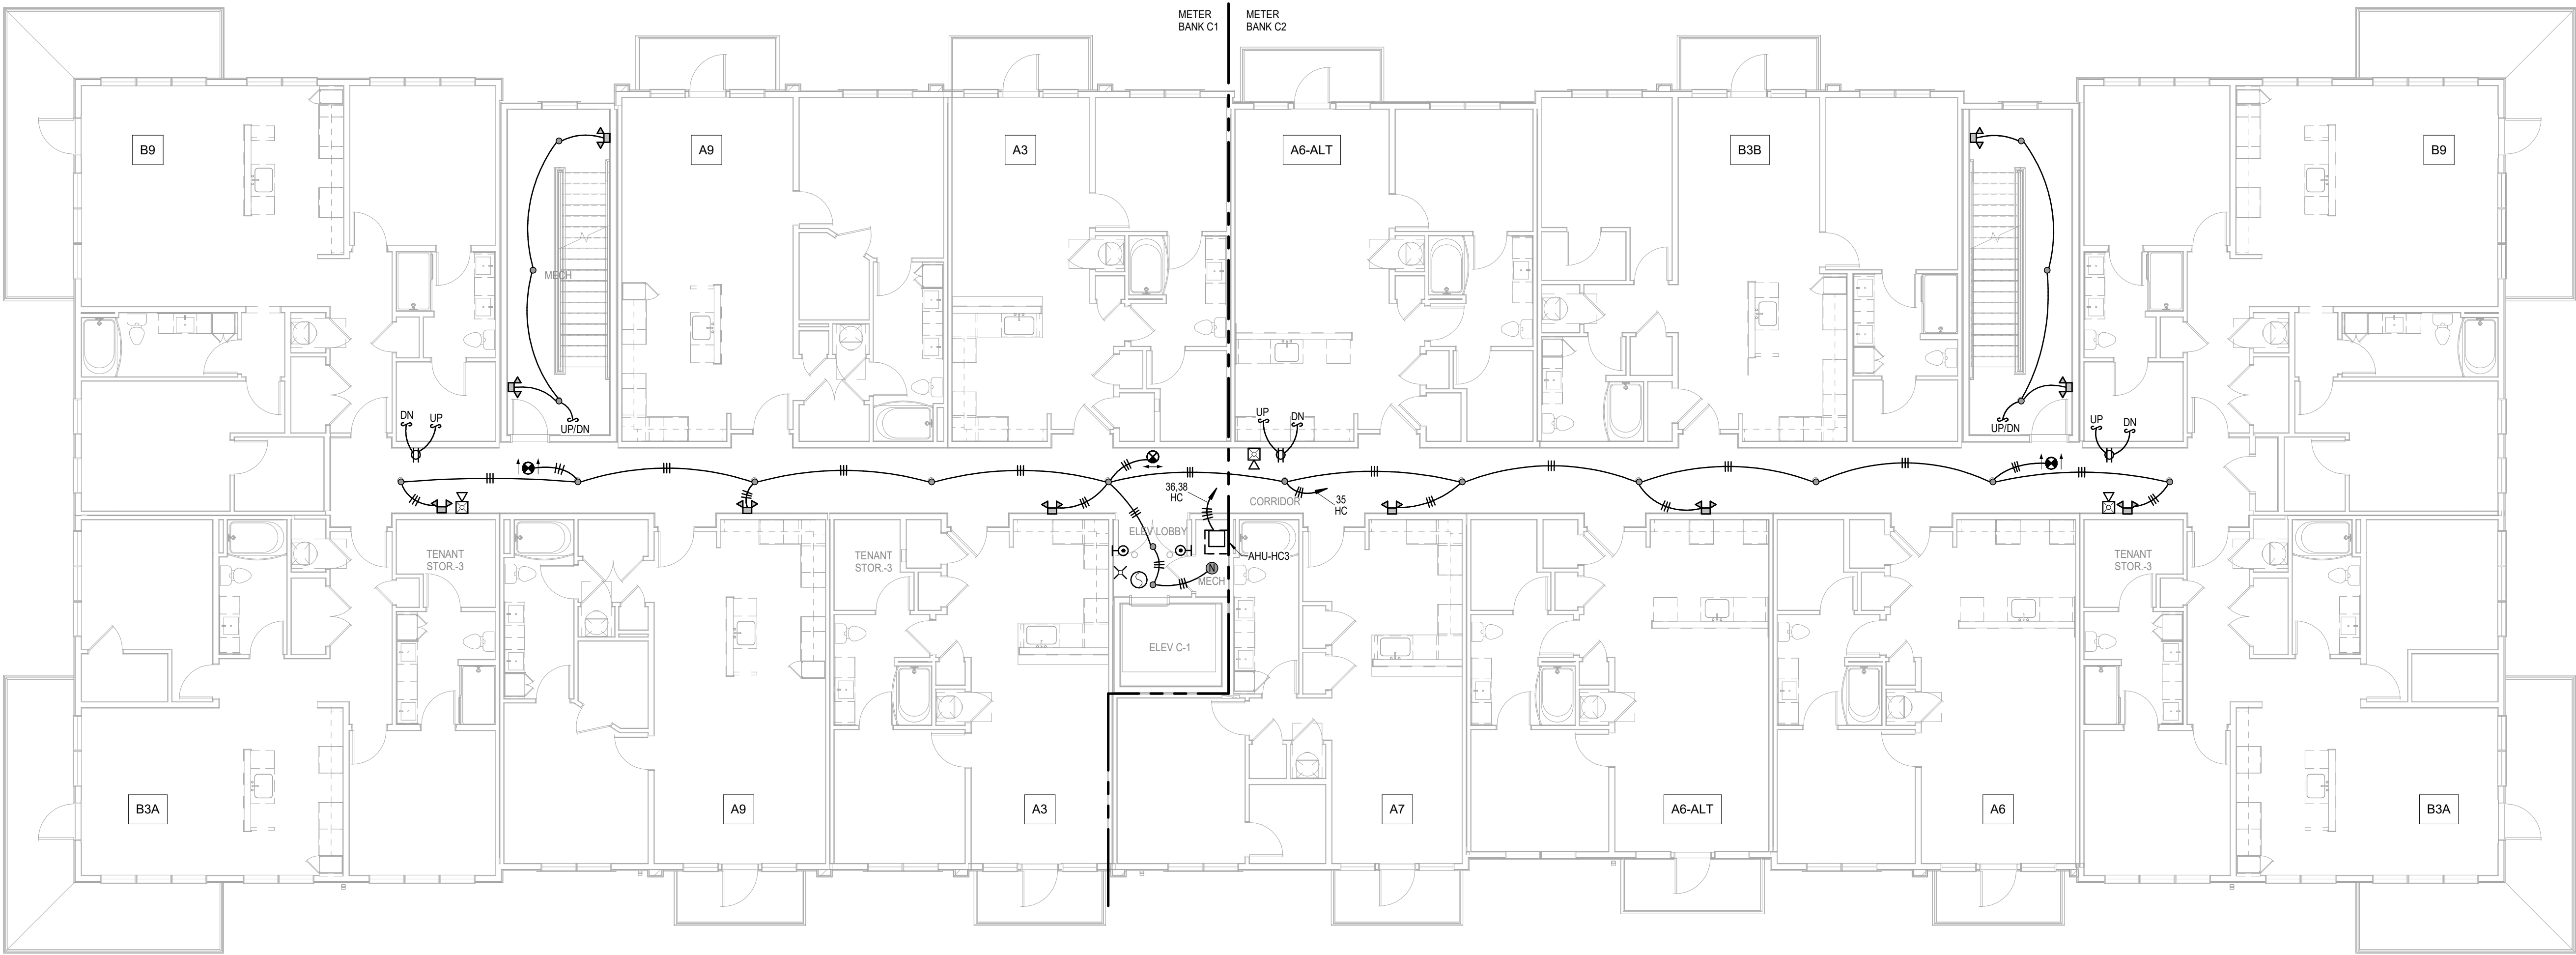 METER
BANK C1
METER
BANK C2
B9
A9
A3
A6-ALT
B3B
B9
MECH
DN
UP
UP/DN
UP
DN
UP/DN
UP
DN
36,38
HC
CORRIDOR
35
HC
ELEV LOBBY
AHU-HC3
TENANT
STOR.-3
TENANT
STOR.-3
N
MECH
TENANT
STOR.-3
S
ELEV C-1
B3A
A9
A3
A7
A6-ALT
A6
B3A